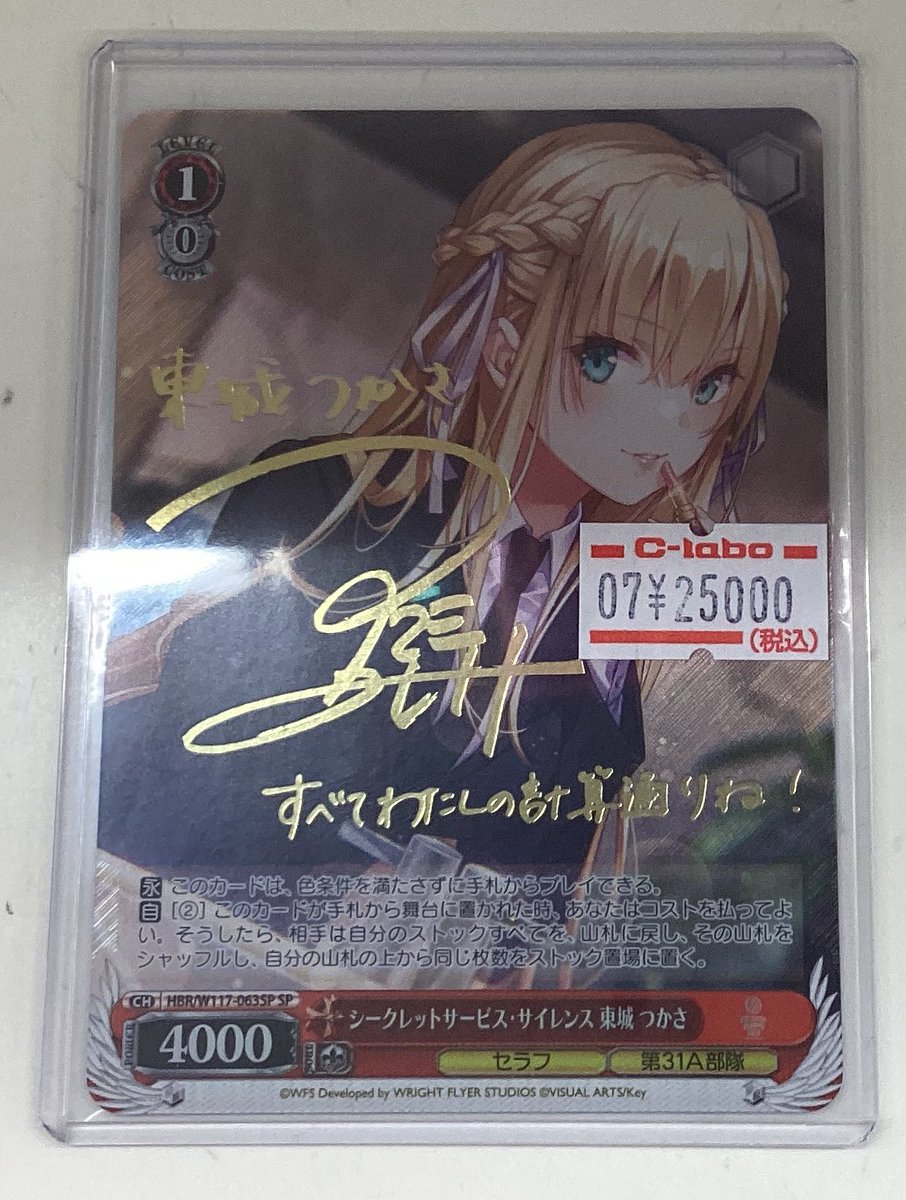 LEVEL
1
0
COST
東城つかさ
C-labo
07¥25000
(税込)
すべてわたしの計算通りね!
永 このカードは、色条件を満たさずに手札からプレイできる。
自 [②] このカードが手札から舞台に置かれた時、あなたはコストを払ってよ
い。そうしたら、相手は自分のストックすべてを、山札に戻し、その山札を
シャッフルし、自分の山札の上から同じ枚数をストック置場に置く。
CH HBR/W117-063SP SP
シークレットサービス・サイレンス 東城 つかさ
POWER 4000 SOUL
セラフ 第31A部隊
©WFS Developed by WRIGHT FLYER STUDIOS ©VISUAL ARTS/Key